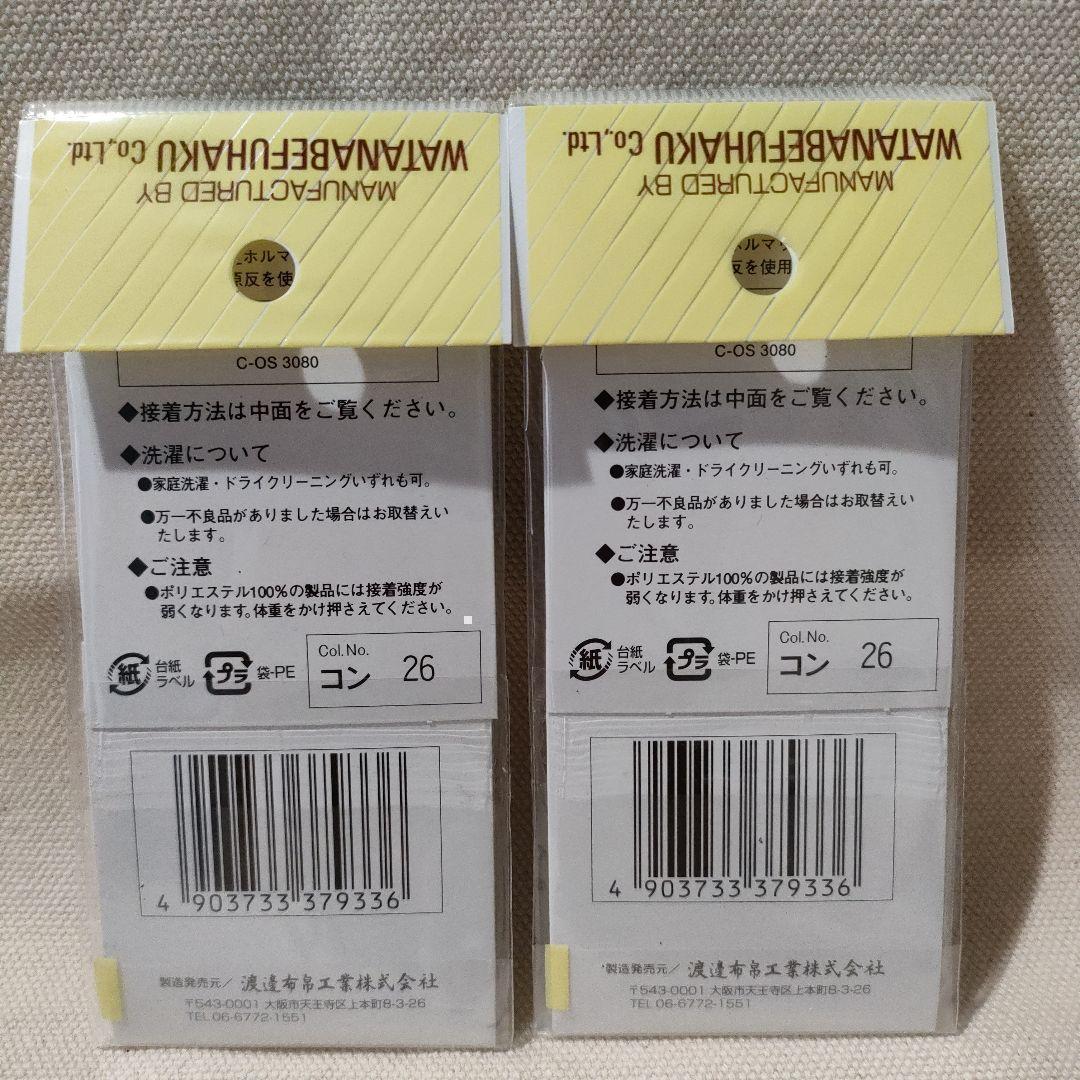 MANUFACTURED BY
WATANABEFUHAKU Co.,Ltd.
ホルマ
反を使
C-OS 3080
◆接着方法は中面をご覧ください。
◆洗濯について
●家庭洗濯・ドライクリーニングいずれも可。
●万一不良品がありました場合はお取替えい
たします。
◆ご注意
●ポリエステル100%の製品には接着強度が
弱くなります。体重をかけ押さえてください。
紙 台紙
ラベル
プラ 袋-PE
Col.No.
コン 26
4 903733 379336
製造発売元/ 渡邉布帛工業株式会社
〒543-0001 大阪市天王寺区上本町8-3-26
TEL 06-6772-1551
MANUFACTURED BY
WATANABEFUHAKU Co.,Ltd.
ルマ
反を使用
C-OS 3080
◆接着方法は中面をご覧ください。
◆洗濯について
●家庭洗濯・ドライクリーニングいずれも可。
●万一不良品がありました場合はお取替えい
たします。
◆ご注意
●ポリエステル100%の製品には接着強度が
弱くなります。体重をかけ押さえてください。
紙 台紙
ラベル
プラ 袋-PE
Col.No.
コン 26
4 903733 379336
製造発売元/ 渡邉布帛工業株式会社
〒543-0001 大阪市天王寺区上本町8-3-26
TEL 06-6772-1551